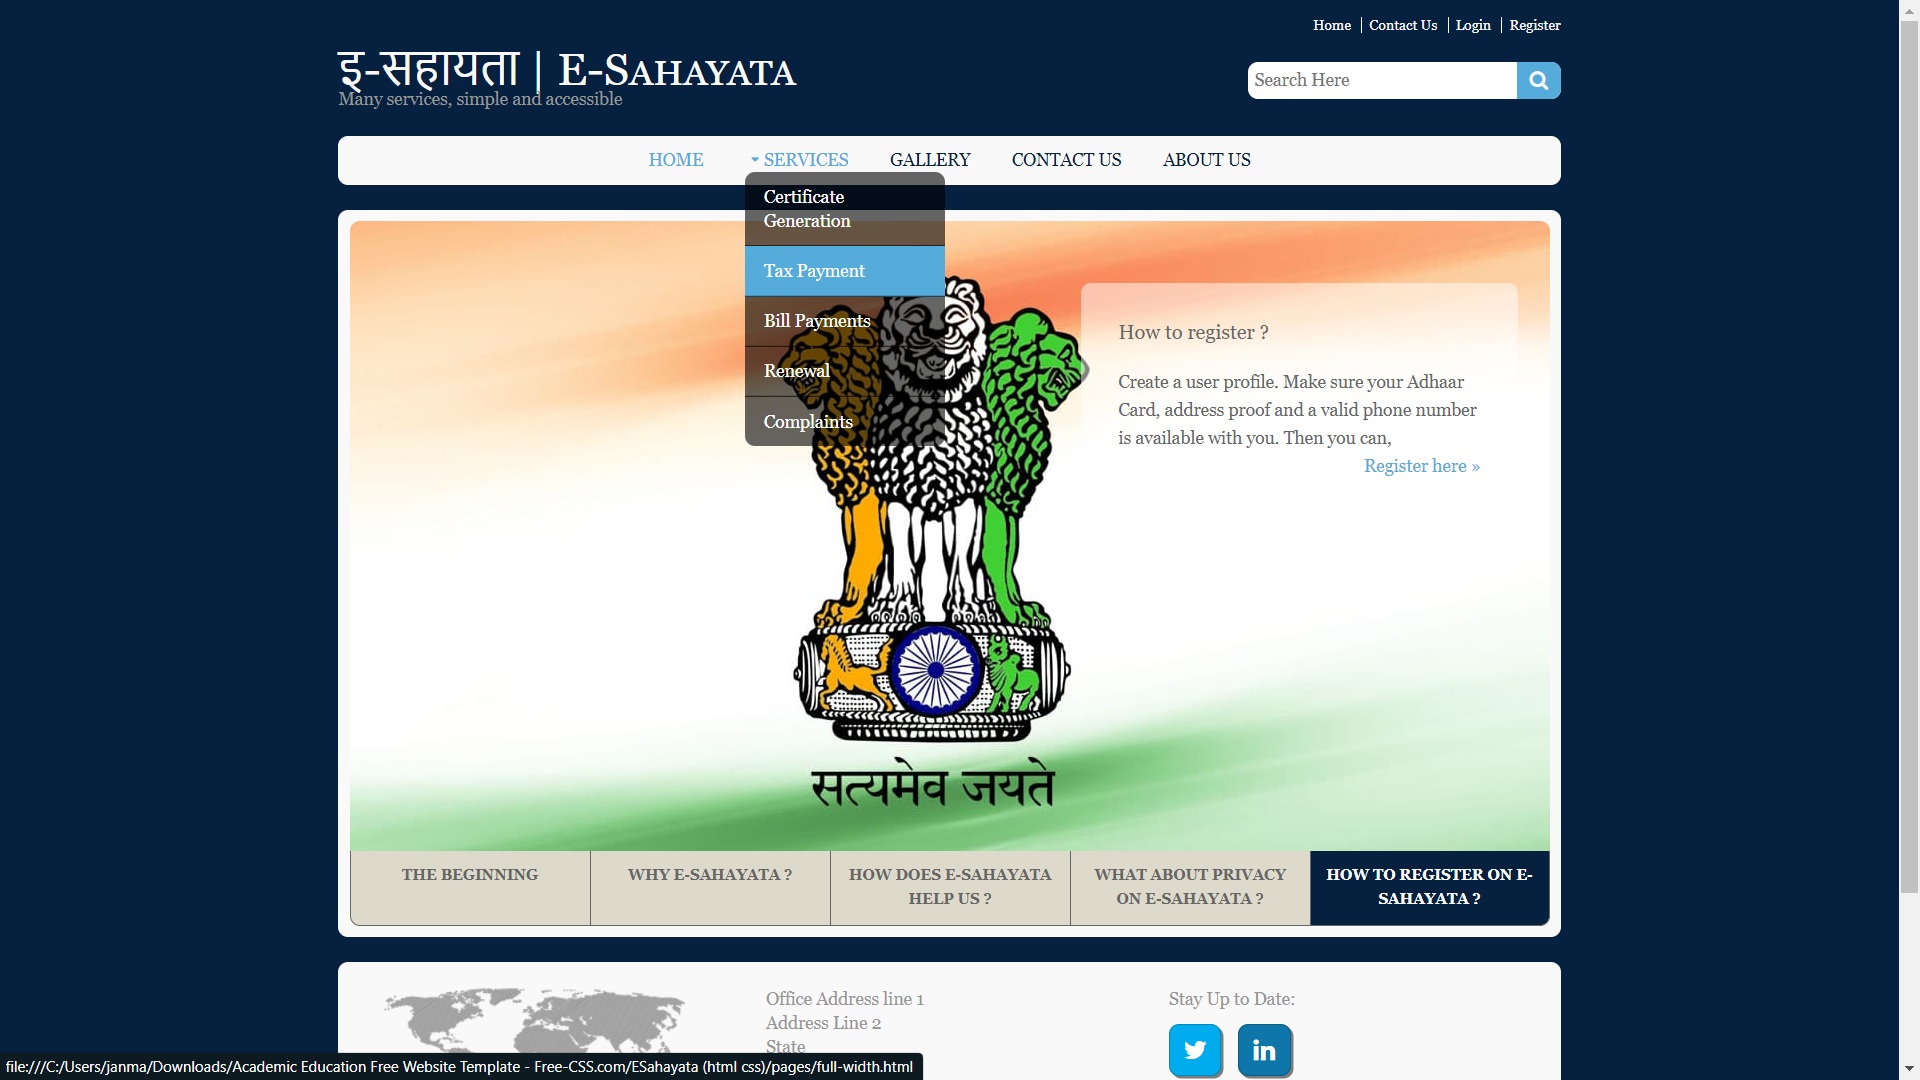 Home
Contact Us
Login
Register
इ-सहायता | E-Sahayata
Many services, simple and accessible
Search Here
HOME
SERVICES
GALLERY
CONTACT US
ABOUT US
Certificate
Generation
Tax Payment
Bill Payments
Renewal
Complaints
How to register ?
Create a user profile. Make sure your Adhaar
Card, address proof and a valid phone number
is available with you. Then you can,
Register here »
सत्यमेव जयते
THE BEGINNING
WHY E-SAHAYATA ?
HOW DOES E-SAHAYATA
HELP US ?
WHAT ABOUT PRIVACY
ON E-SAHAYATA ?
HOW TO REGISTER ON E-
SAHAYATA ?
Office Address line 1
Address Line 2
State
Stay Up to Date:
in
file:///C:/Users/janma/Downloads/Academic Education Free Website Template - Free-CSS.com/ESahayata (html css)/pages/full-width.html